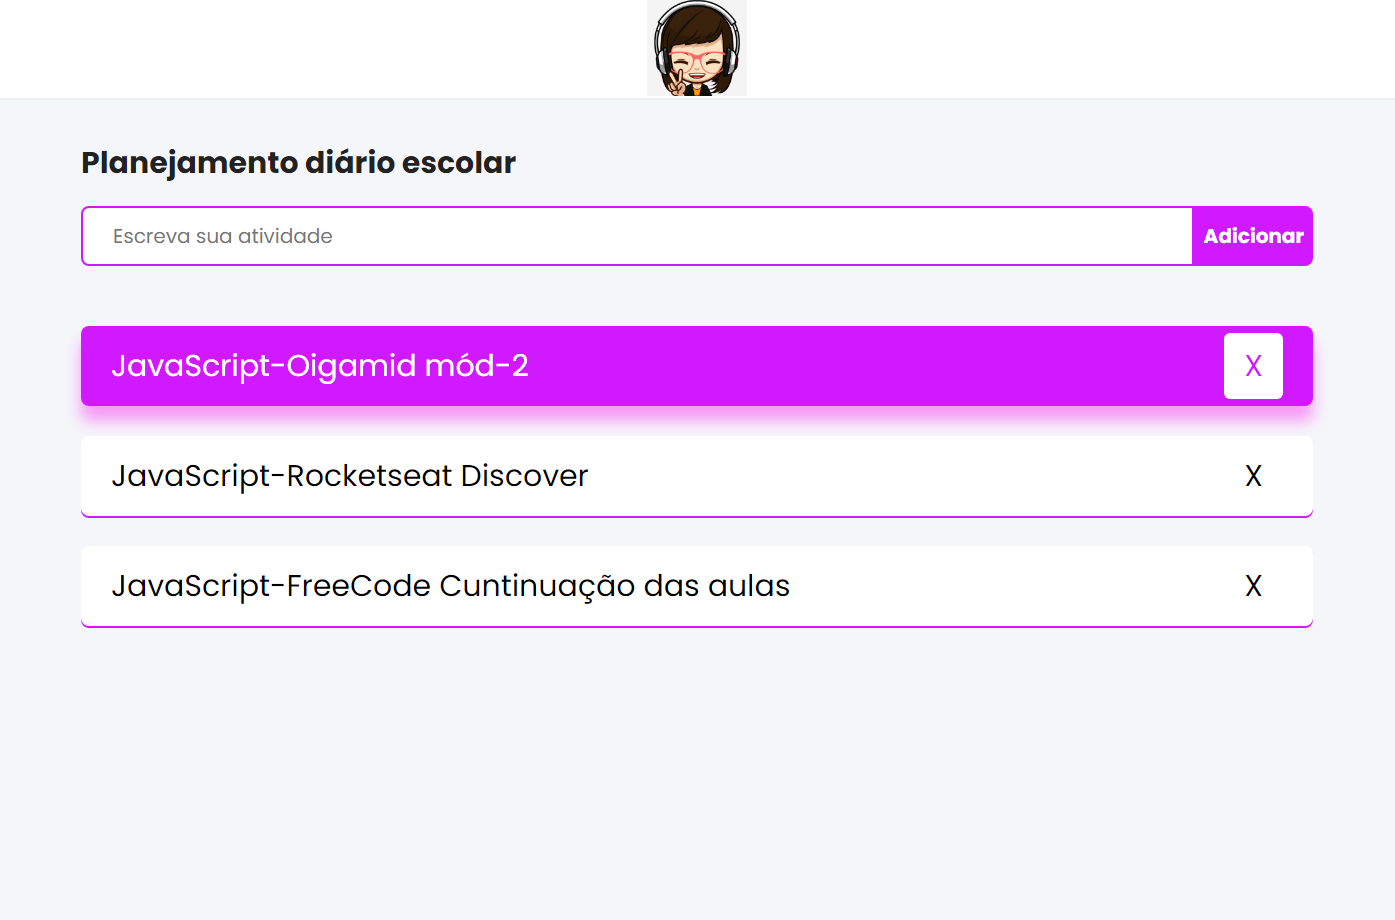 Planejamento diário escolar
Escreva sua atividade
Adicionar
JavaScript-Oigamid mód-2
X
JavaScript-Rocketseat Discover
X
JavaScript-FreeCode Cuntinuação das aulas
X